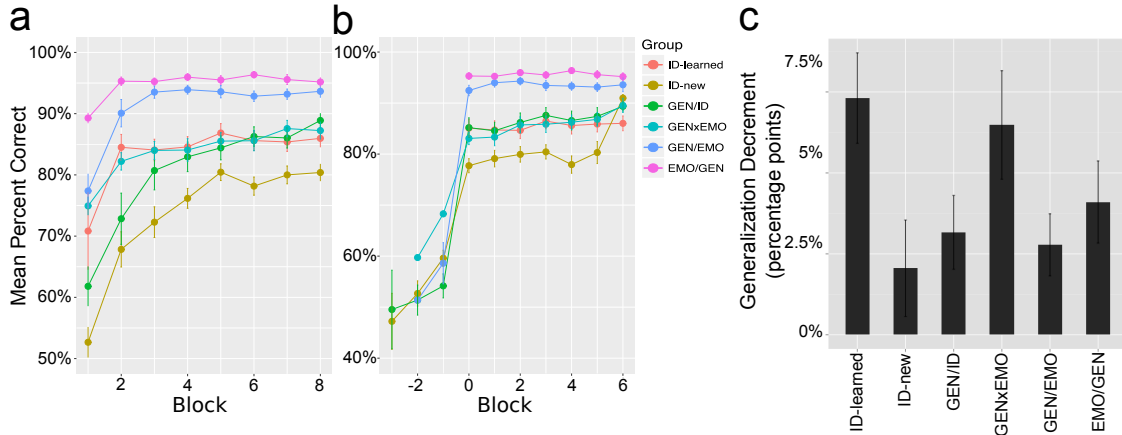 a
Mean Percent Correct
100%
90%
80%
70%
60%
50%
2
4
6
8
Block
b
100%
80%
60%
40%
-2
0
2
4
6
Block
Group
ID-learned
ID-new
GEN/ID
GENxEMO
GEN/EMO
EMO/GEN
c
Generalization Decrement
(percentage points)
7.5%
5%
2.5%
0%
ID-learned
ID-new
GEN/ID
GENxEMO
GEN/EMO
EMO/GEN